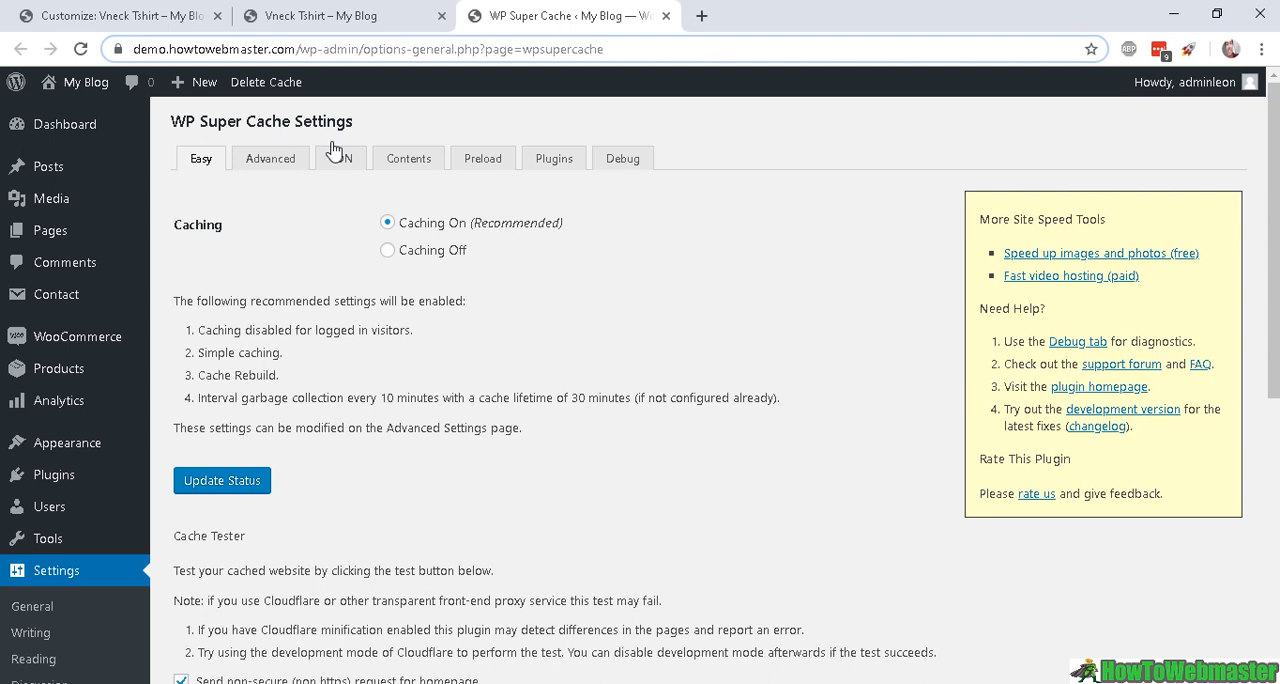 Customize: Vneck Tshirt – My Blog
Vneck Tshirt – My Blog
WP Super Cache ‹ My Blog — Wo
demo.howtowebmaster.com/wp-admin/options-general.php?page=wpsupercache
ABP
9
My Blog
0
New
Delete Cache
Howdy, adminleon
Dashboard
Posts
Media
Pages
Comments
Contact
WooCommerce
Products
Analytics
Appearance
Plugins
Users
Tools
Settings
General
Writing
Reading
WP Super Cache Settings
Easy
Advanced
Contents
Preload
Plugins
Debug
Caching
Caching On (Recommended)
Caching Off
The following recommended settings will be enabled:
1. Caching disabled for logged in visitors.
2. Simple caching.
3. Cache Rebuild.
4. Interval garbage collection every 10 minutes with a cache lifetime of 30 minutes (if not configured already).
These settings can be modified on the Advanced Settings page.
Update Status
Cache Tester
Test your cached website by clicking the test button below.
Note: if you use Cloudflare or other transparent front-end proxy service this test may fail.
1. If you have Cloudflare minification enabled this plugin may detect differences in the pages and report an error.
2. Try using the development mode of Cloudflare to perform the test. You can disable development mode afterwards if the test succeeds.
Send non-secure (non https) request for homepage
More Site Speed Tools
Speed up images and photos (free)
Fast video hosting (paid)
Need Help?
1. Use the Debug tab for diagnostics.
2. Check out the support forum and FAQ.
3. Visit the plugin homepage.
4. Try out the development version for the
latest fixes (changelog).
Rate This Plugin
Please rate us and give feedback.
HowToWebmaster